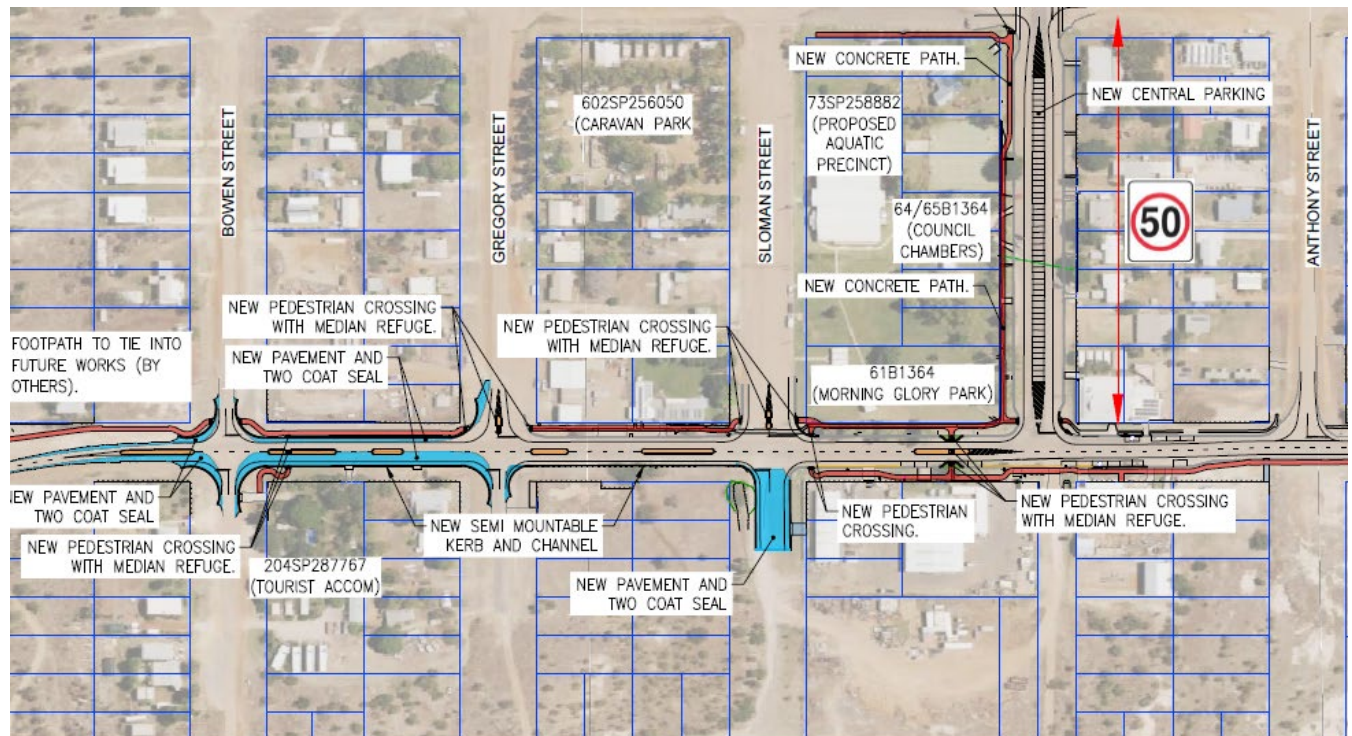 BOWEN STREET
GREGORY STREET
602SP256050
(CARAVAN PARK
SLOMAN STREET
NEW CONCRETE PATH.
73SP258882
(PROPOSED
AQUATIC
PRECINCT)
NEW CENTRAL PARKING
64/65B1364
(COUNCIL
CHAMBERS)
50
ANTHONY STREET
NEW CONCRETE PATH.
NEW PEDESTRIAN CROSSING
WITH MEDIAN REFUGE.
NEW PEDESTRIAN CROSSING
WITH MEDIAN REFUGE.
FOOTPATH TO TIE INTO
FUTURE WORKS (BY
OTHERS).
NEW PAVEMENT AND
TWO COAT SEAL
61B1364
(MORNING GLORY PARK)
NEW PAVEMENT AND
TWO COAT SEAL
NEW PEDESTRIAN CROSSING
WITH MEDIAN REFUGE.
NEW SEMI MOUNTABLE
KERB AND CHANNEL
NEW PEDESTRIAN
CROSSING.
NEW PEDESTRIAN CROSSING
WITH MEDIAN REFUGE.
204SP287767
(TOURIST ACCOM)
NEW PAVEMENT AND
TWO COAT SEAL